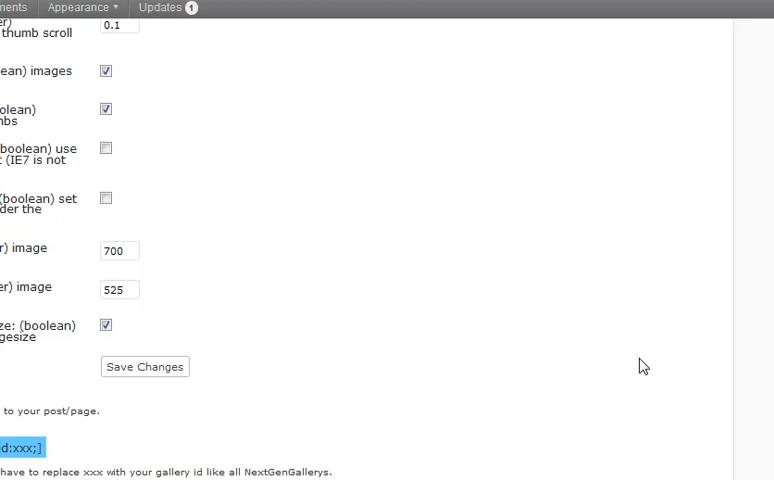 ments Appearance Updates 1
er) 0.1
thumb scroll
ean) images
olean)
nbs
boolean) use
t (IE7 is not
(boolean) set
der the
r) image 700
er) image 525
ze: (boolean)
gesize
Save Changes
to your post/page.
d:xxx;]
have to replace xxx with your gallery id like all NextGenGallerys.